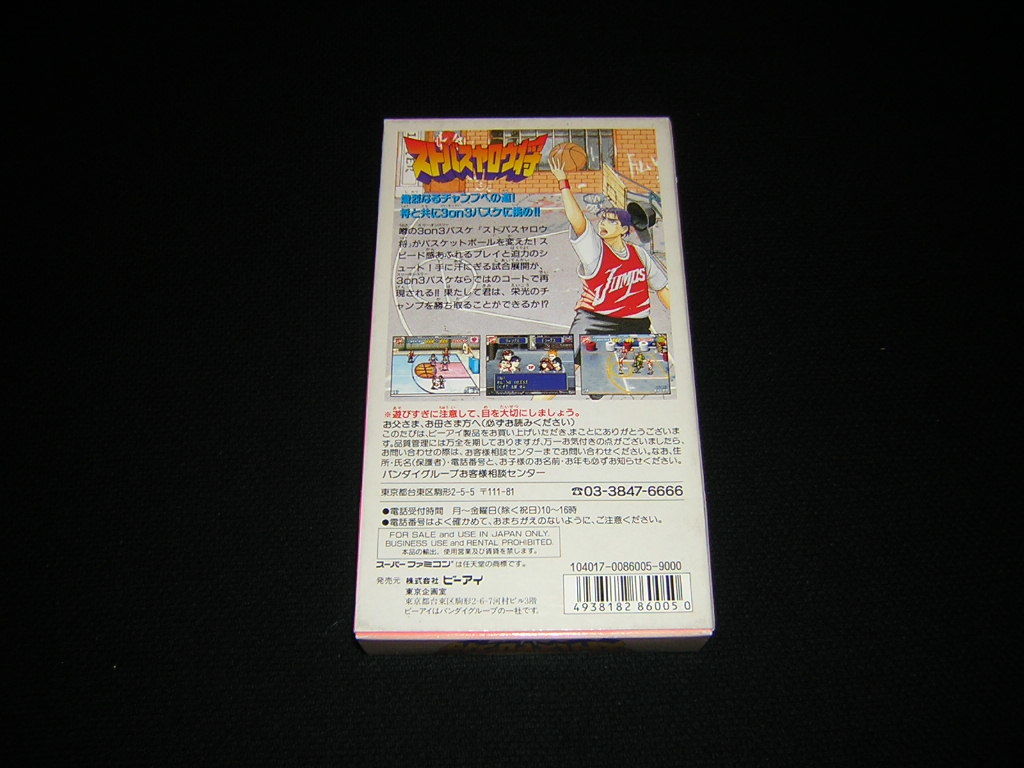 ストバスヤロウ将
激烈なるチャンプへの道!
将と共に3on3バスケに挑め!!
噂の3on3バスケ「ストバスヤロウ
将」がバスケットボールを変えた!ス
ピード感あふれるプレイと迫力のシ
ュート!手に汗にぎる試合展開が、
3on3バスケならではのコートで再
現される!!果たして君は、栄光のチ
ャンプを勝ち取ることができるか!?
Jumps
※遊びすぎに注意して、目を大切にしましょう。
お父さま、お母さま方へ(必ずお読みください)
このたびは、ビーアイ製品をお買い上げいただき、まことにありがとうございま
す。品質管理には万全を期しておりますが、万一お気付きの点がございましたら、
お問い合わせの際は、お客様相談センターまでお問い合わせください。なお、住
所・氏名(保護者)・電話番号と、お子様のお名前・お年も必ずお知らせください。
バンダイグループお客様相談センター
東京都台東区駒形2-5-5 〒111-81 ☎03-3847-6666
●電話受付時間 月〜金曜日(除く祝日)10〜16時
●電話番号はよく確かめて、おまちがえのないように、ご注意ください。
FOR SALE and USE IN JAPAN ONLY.
BUSINESS USE and RENTAL PROHIBITED.
本品の輸出、使用営業及び賃貸を禁じます。
スーパーファミコンは任天堂の商標です。
104017-0086005-9000
発売元 株式会社 ビーアイ
東京企画室
東京都台東区駒形2-6-7河村ビル3階
ビーアイはバンダイグループの一社です。
4938182 86005 0